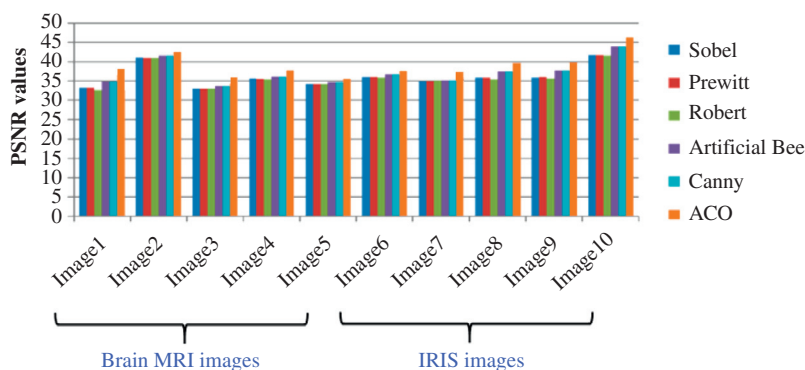 PSNR values
50
45
40
35
30
25
20
15
10
5
0
Image1
Image2
Image3
Image4
Image5
Image6
Image7
Image8
Image9
Image10
Brain MRI images
IRIS images
Sobel
Prewitt
Robert
Artificial Bee
Canny
ACO